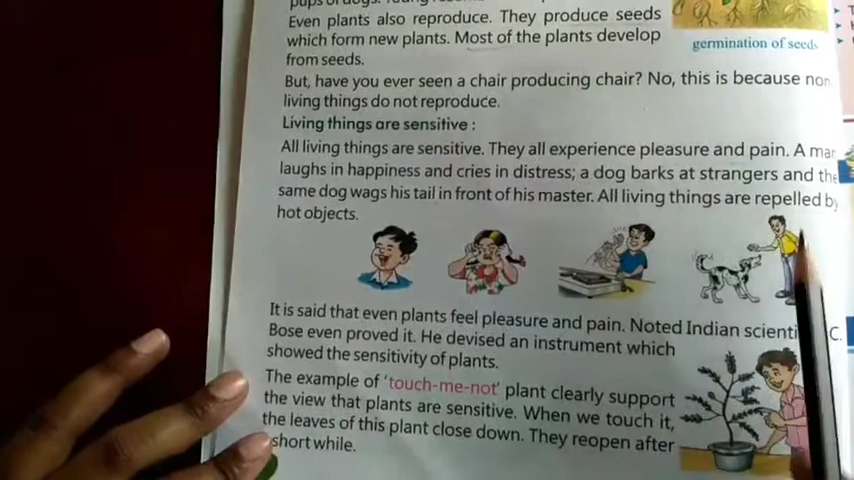 Even plants also reproduce. They produce seeds
which form new plants. Most of the plants develop
from seeds.
germination of seeds
But, have you ever seen a chair producing chair? No, this is because non
living things do not reproduce.
Living things are sensitive :
All living things are sensitive. They all experience pleasure and pain. A man
laughs in happiness and cries in distress; a dog barks at strangers and the
same dog wags his tail in front of his master. All living things are repelled by
hot objects.
It is said that even plants feel pleasure and pain. Noted Indian scienti C.
Bose even proved it. He devised an instrument which
showed the sensitivity of plants.
The example of 'touch-me-not' plant clearly support
the view that plants are sensitive. When we touch it,
the leaves of this plant close down. They reopen after
short while.